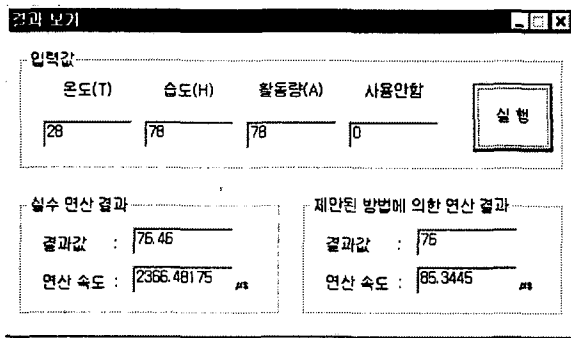 결과 보기
입력값
온도(T) 습도(H) 활동량(A) 사용안함
28 78 78 0
실 행
실수 연산 결과
결과값 : 76.46
연산 속도 : 2366.48175 μs
제안된 방법에 의한 연산 결과
결과값 : 76
연산 속도 : 85.3445 μs